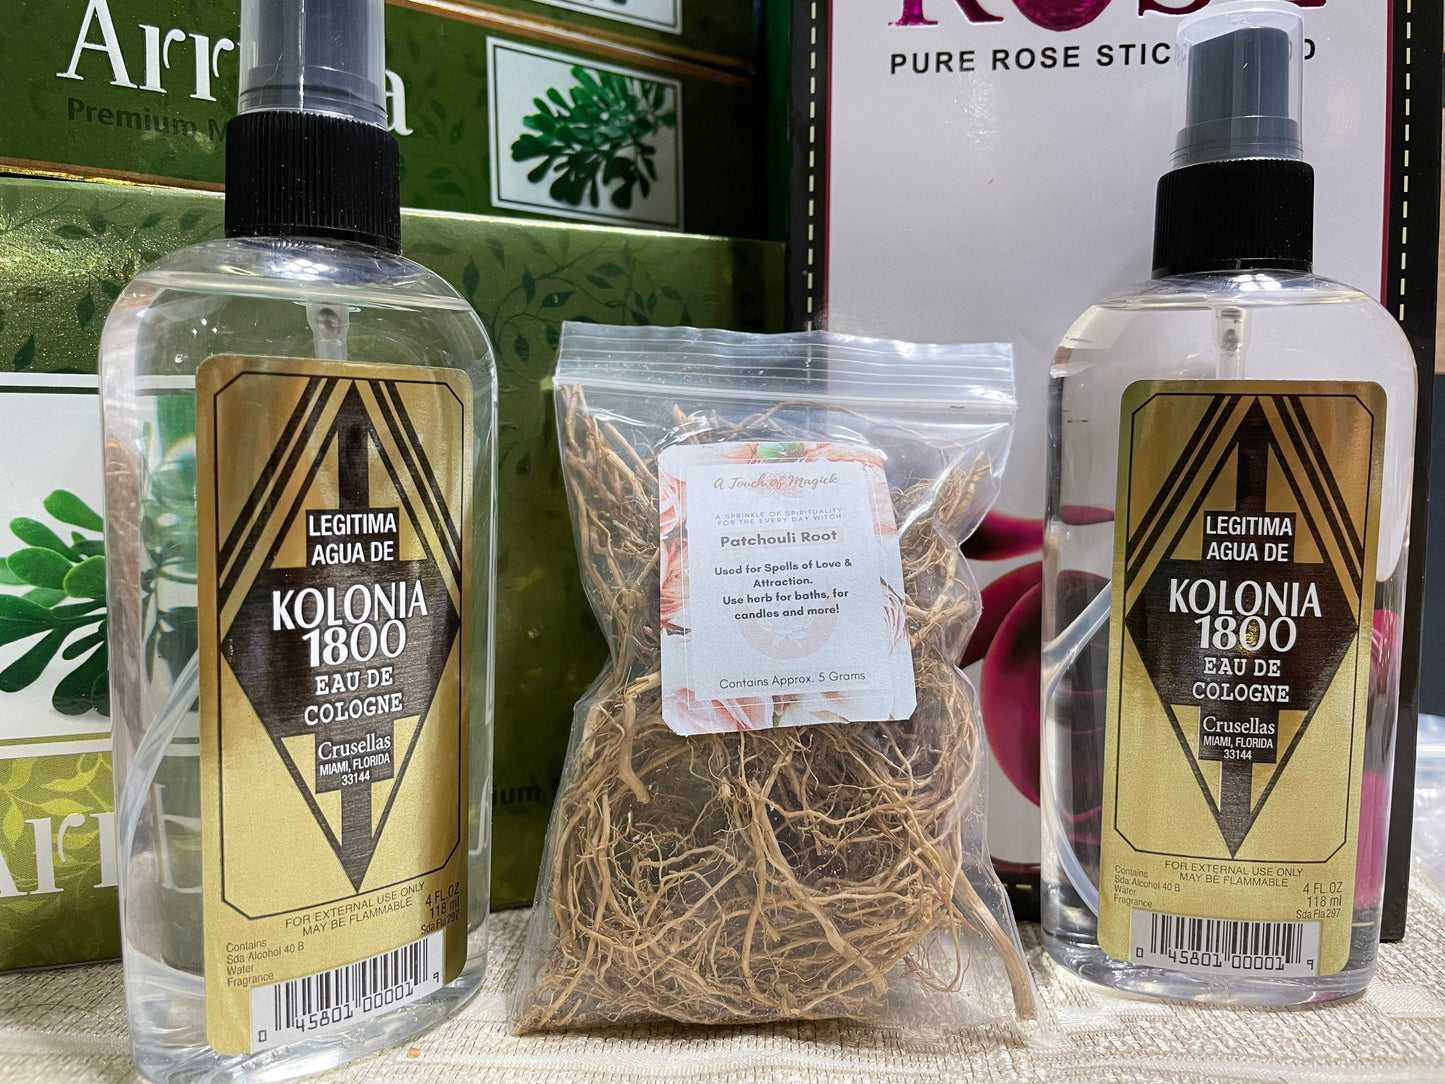 Premium
PURE ROSE STIC
LEGITIMA
AGUA DE
KOLONIA
1800
EAU DE
COLOGNE
Crusellas
MIAMI, FLORIDA
33144
FOR EXTERNAL USE ONLY
MAY BE FLAMMABLE
4 FL.OZ
118 ml
Sda Fla 297
Contains
Sda Alcohol 40 B
Water
Fragrance
0 45801 00001 9
A Touch of Magick
A SPRINKLE OF SPIRITUALITY
FOR THE EVERY DAY WITCH
Patchouli Root
Used for Spells of Love &
Attraction.
Use herb for baths, for
candles and more!
Contains Approx. 5 Grams
LEGITIMA
AGUA DE
KOLONIA
1800
EAU DE
COLOGNE
Crusellas
MIAMI, FLORIDA
33144
FOR EXTERNAL USE ONLY
MAY BE FLAMMABLE
Contains
Sda Alcohol 40 B
Water
Fragrance
4 FL.OZ
118 ml
Sda Fla 297
0 45801 00001 9